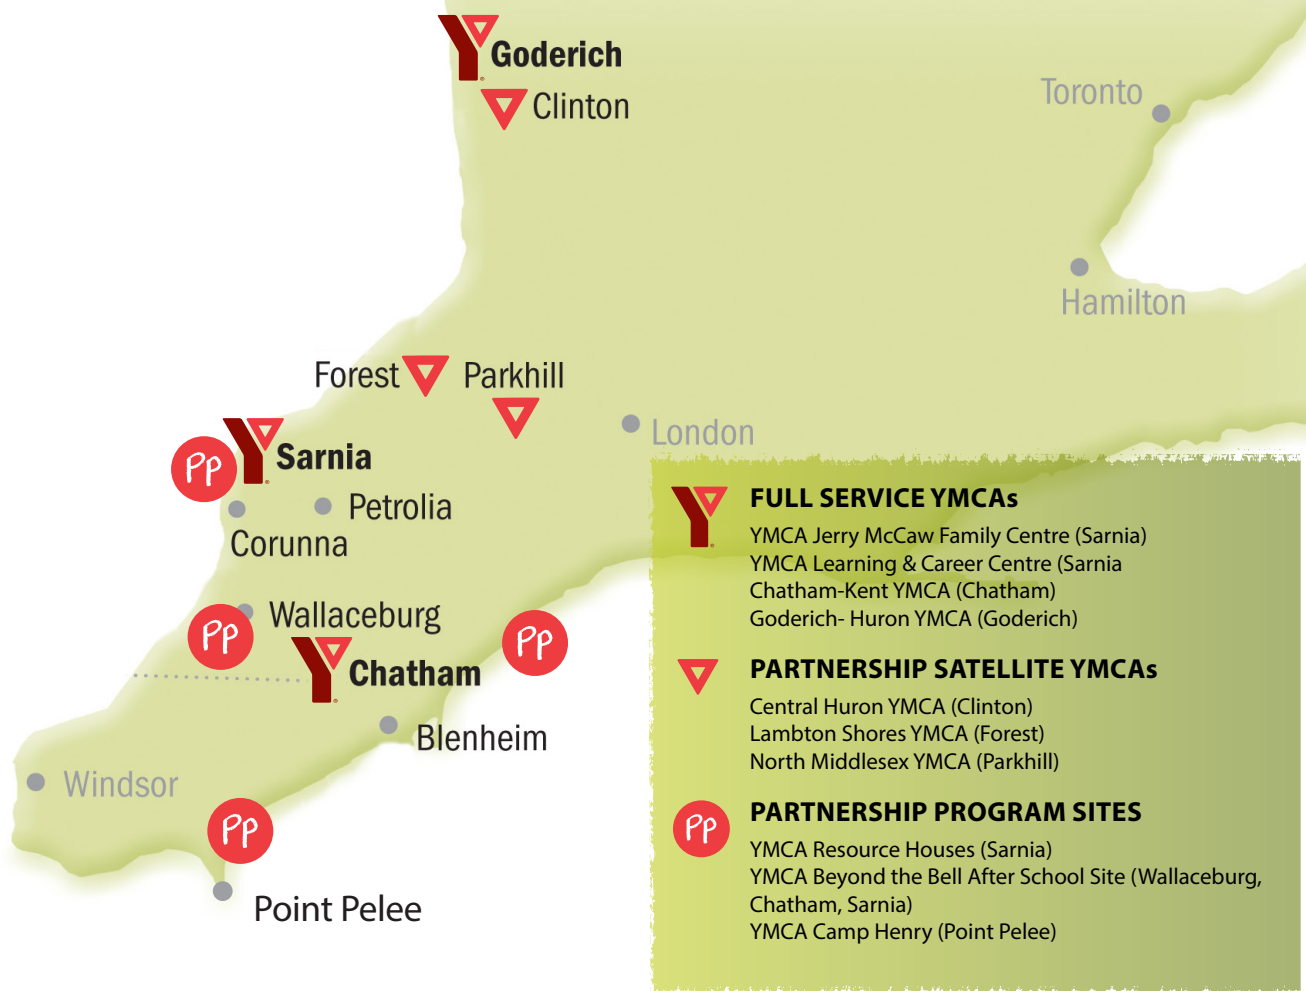 Goderich
Clinton
Toronto
Hamilton
Forest
Parkhill
London
Pp
Sarnia
Petrolia
Corunna
Wallaceburg
Pp
Pp
Chatham
Blenheim
Windsor
Pp
Point Pelee
FULL SERVICE YMCAs
YMCA Jerry McCaw Family Centre (Sarnia)
YMCA Learning & Career Centre (Sarnia
Chatham-Kent YMCA (Chatham)
Goderich- Huron YMCA (Goderich)
PARTNERSHIP SATELLITE YMCAs
Central Huron YMCA (Clinton)
Lambton Shores YMCA (Forest)
North Middlesex YMCA (Parkhill)
Pp
PARTNERSHIP PROGRAM SITES
YMCA Resource Houses (Sarnia)
YMCA Beyond the Bell After School Site (Wallaceburg,
Chatham, Sarnia)
YMCA Camp Henry (Point Pelee)